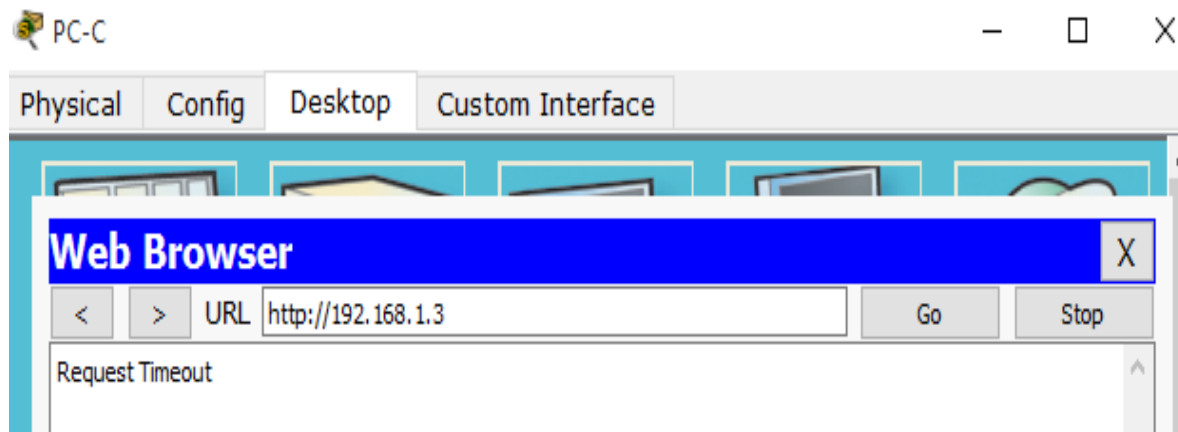 PC-C
Physical Config Desktop Custom Interface
Web Browser X
< > URL http://192.168.1.3 Go Stop
Request Timeout